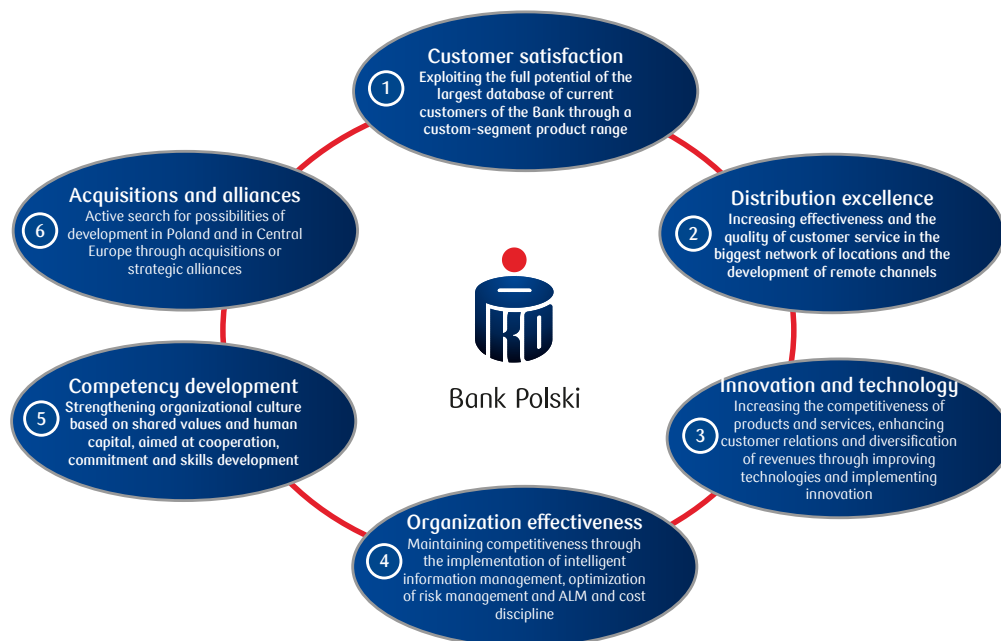 Customer satisfaction
1
Exploiting the full potential of the
largest database of current
customers of the Bank through a
custom-segment product range
Distribution excellence
2
Increasing effectiveness and the
quality of customer service in the
biggest network of locations and the
development of remote channels
Innovation and technology
3
Increasing the competitiveness of
products and services, enhancing
customer relations and diversification
of revenues through improving
technologies and implementing
innovation
Organization effectiveness
4
Maintaining competitiveness through
the implementation of intelligent
information management, optimization
of risk management and ALM and cost
discipline
Competency development
5
Strengthening organizational culture
based on shared values and human
capital, aimed at cooperation,
commitment and skills development
Acquisitions and alliances
6
Active search for possibilities of
development in Poland and in Central
Europe through acquisitions or
strategic alliances
PKO
Bank Polski